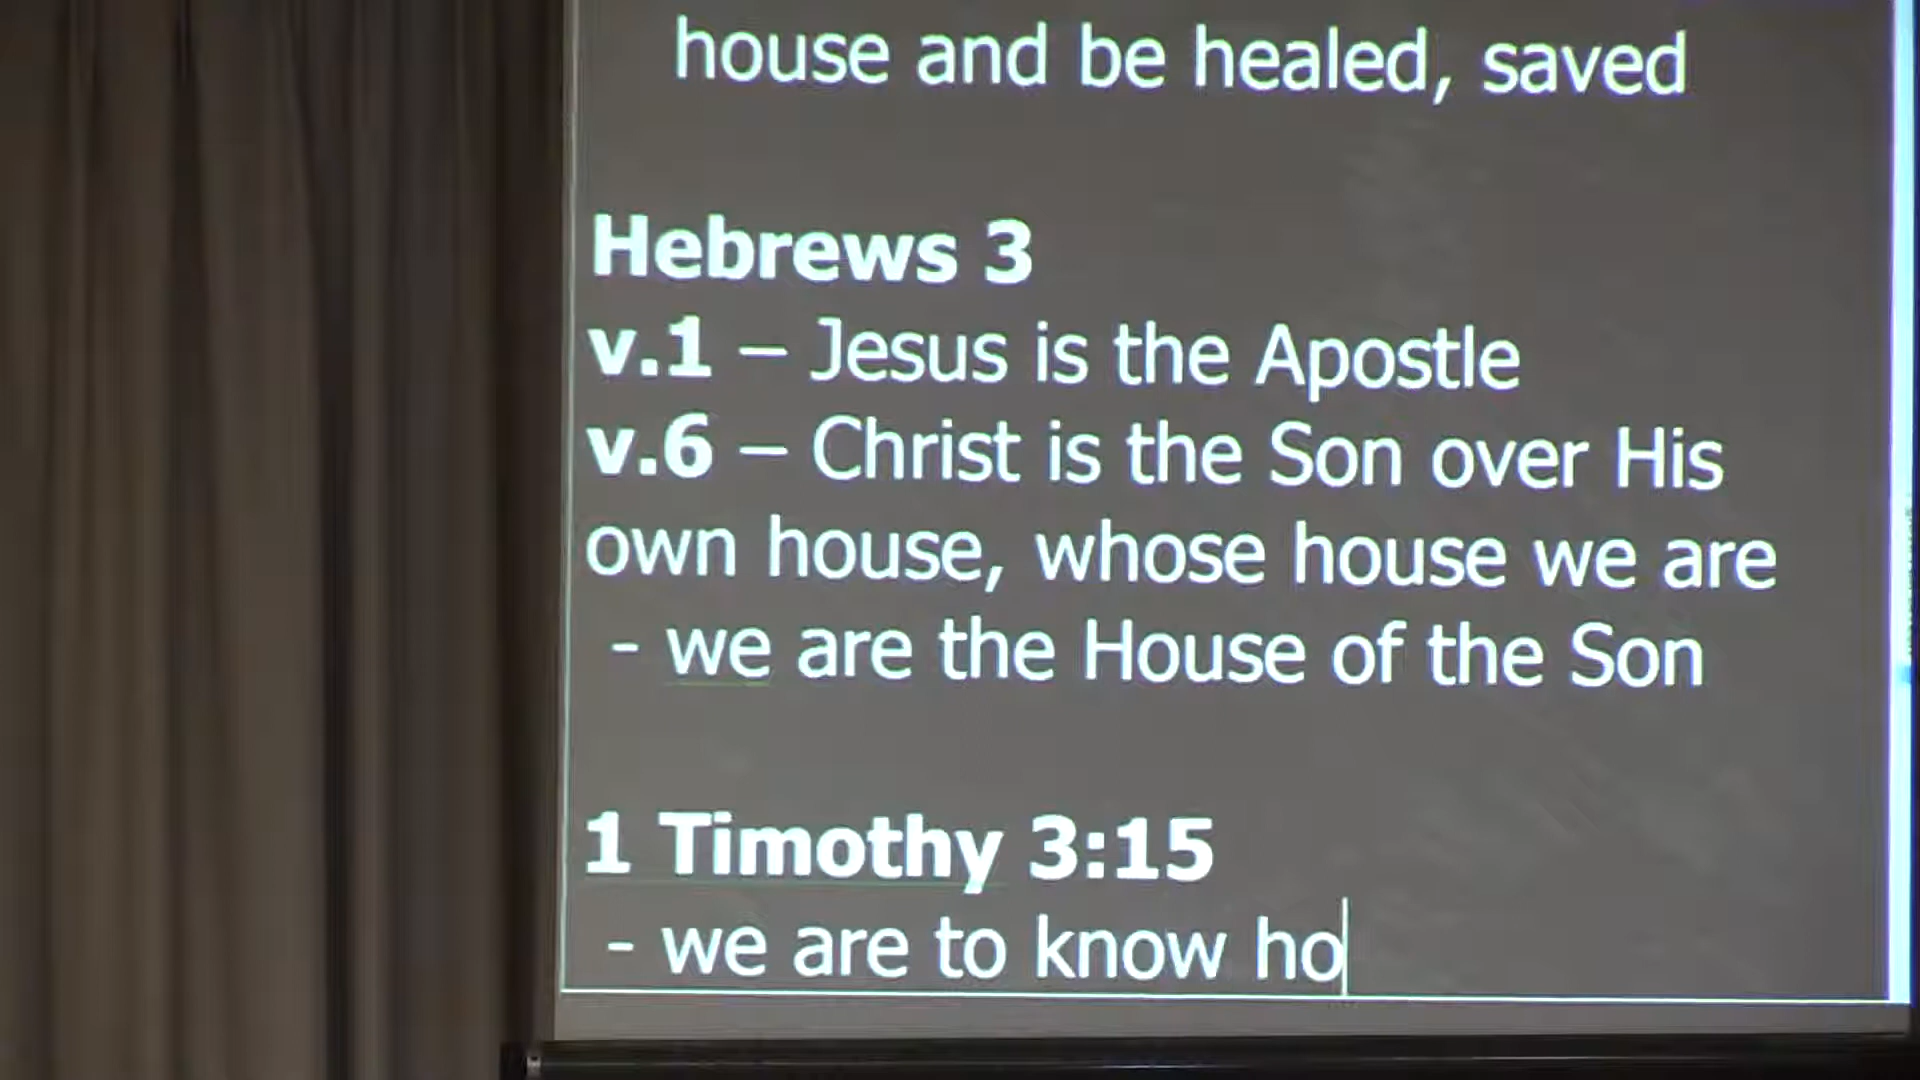 house and be healed, saved
Hebrews 3
v.1 – Jesus is the Apostle
v.6 – Christ is the Son over His
own house, whose house we are
- we are the House of the Son
1 Timothy 3:15
- we are to know ho